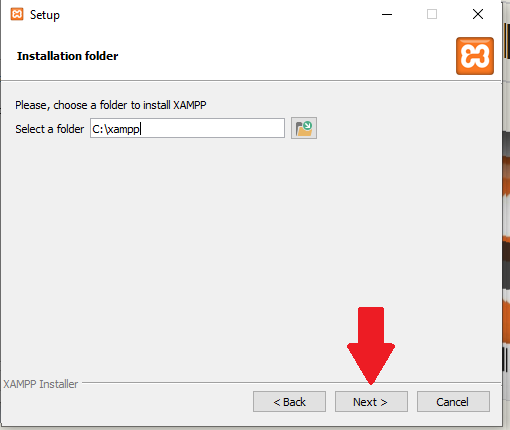 Setup
Installation folder
Please, choose a folder to install XAMPP
Select a folder C:\xampp
XAMPP Installer
< Back Next > Cancel